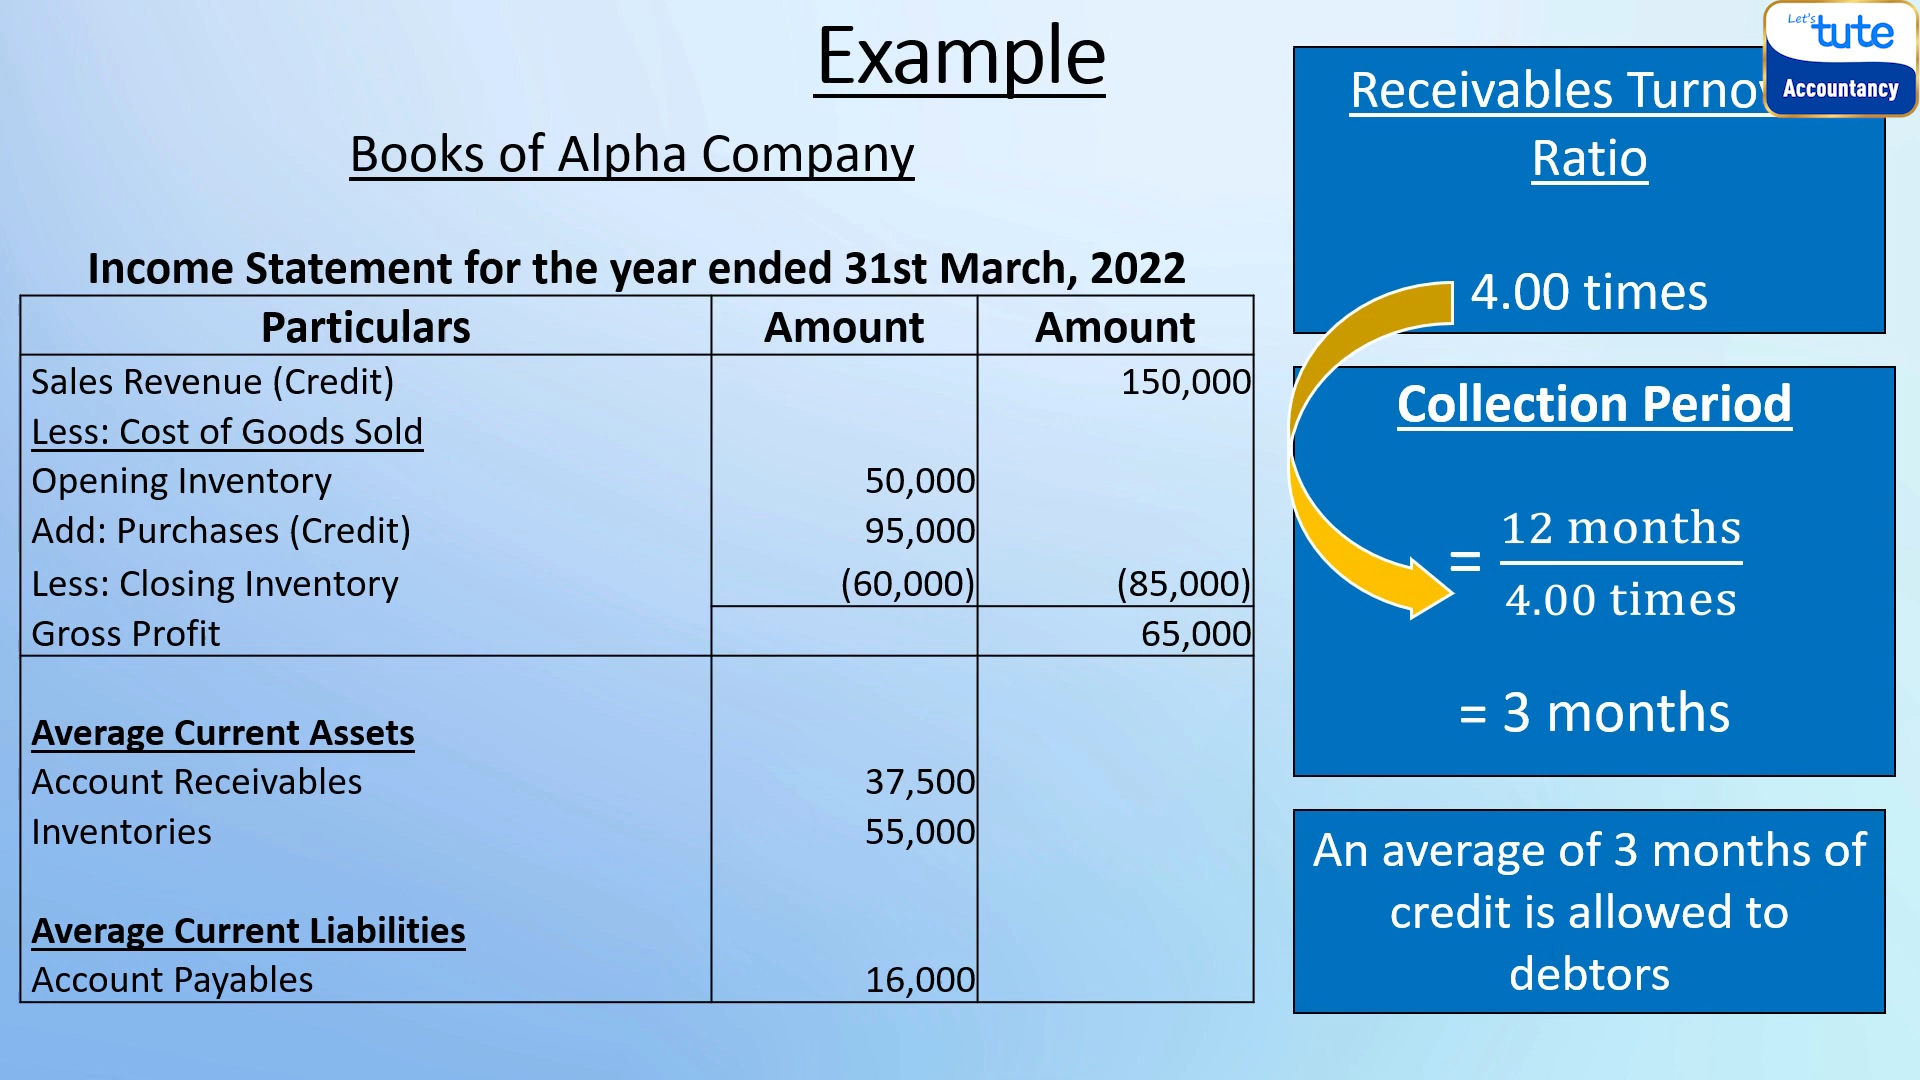 Example
Books of Alpha Company
Income Statement for the year ended 31st March, 2022
Particulars Amount Amount
Sales Revenue (Credit) 150,000
Less: Cost of Goods Sold
Opening Inventory 50,000
Add: Purchases (Credit) 95,000
Less: Closing Inventory (60,000) (85,000)
Gross Profit 65,000
Average Current Assets
Account Receivables 37,500
Inventories 55,000
Average Current Liabilities
Account Payables 16,000
Let's
tute
Accountancy
Receivables
Ratio
4.00 times
Collection Period
= 12 months
4.00 times
= 3 months
An average of 3 months of
credit is allowed to
debtors